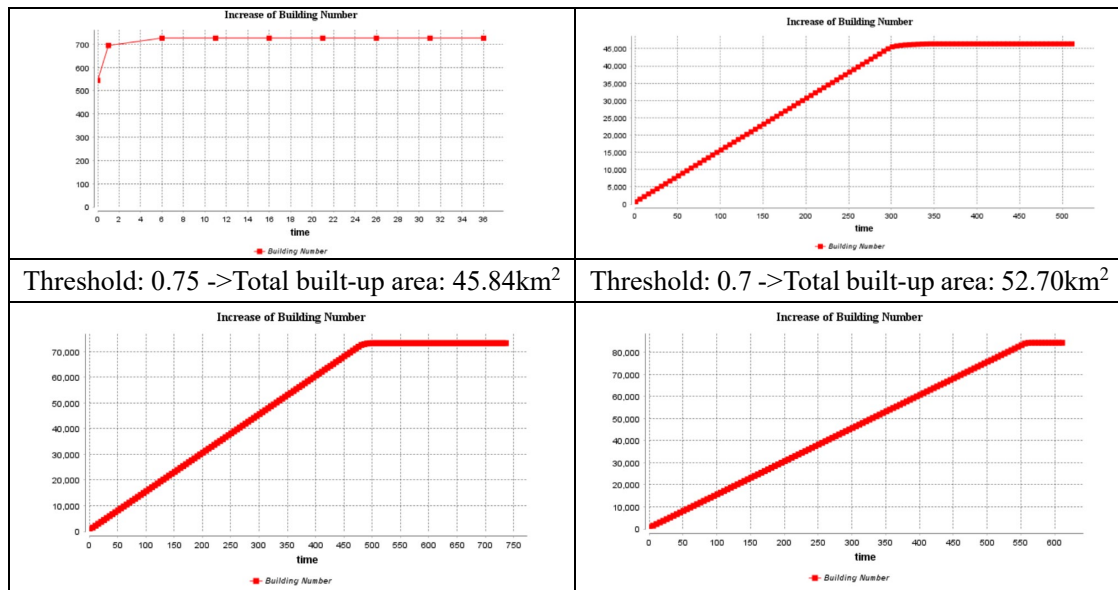 Increase of Building Number
700
600
500
400
300
200
100
0
0 2 4 6 8 10 12 14 16 18 20 22 24 26 28 30 32 34 36
time
Building Number
Increase of Building Number
45,000
40,000
35,000
30,000
25,000
20,000
15,000
10,000
5,000
0
0 50 100 150 200 250 300 350 400 450 500
time
Building Number
Threshold: 0.75 ->Total built-up area: 45.84km²
Threshold: 0.7 ->Total built-up area: 52.70km²
Increase of Building Number
70,000
60,000
50,000
40,000
30,000
20,000
10,000
0
0 50 100 150 200 250 300 350 400 450 500 550 600 650 700 750
time
Building Number
Increase of Building Number
80,000
70,000
60,000
50,000
40,000
30,000
20,000
10,000
0
0 50 100 150 200 250 300 350 400 450 500 550 600
time
Building Number